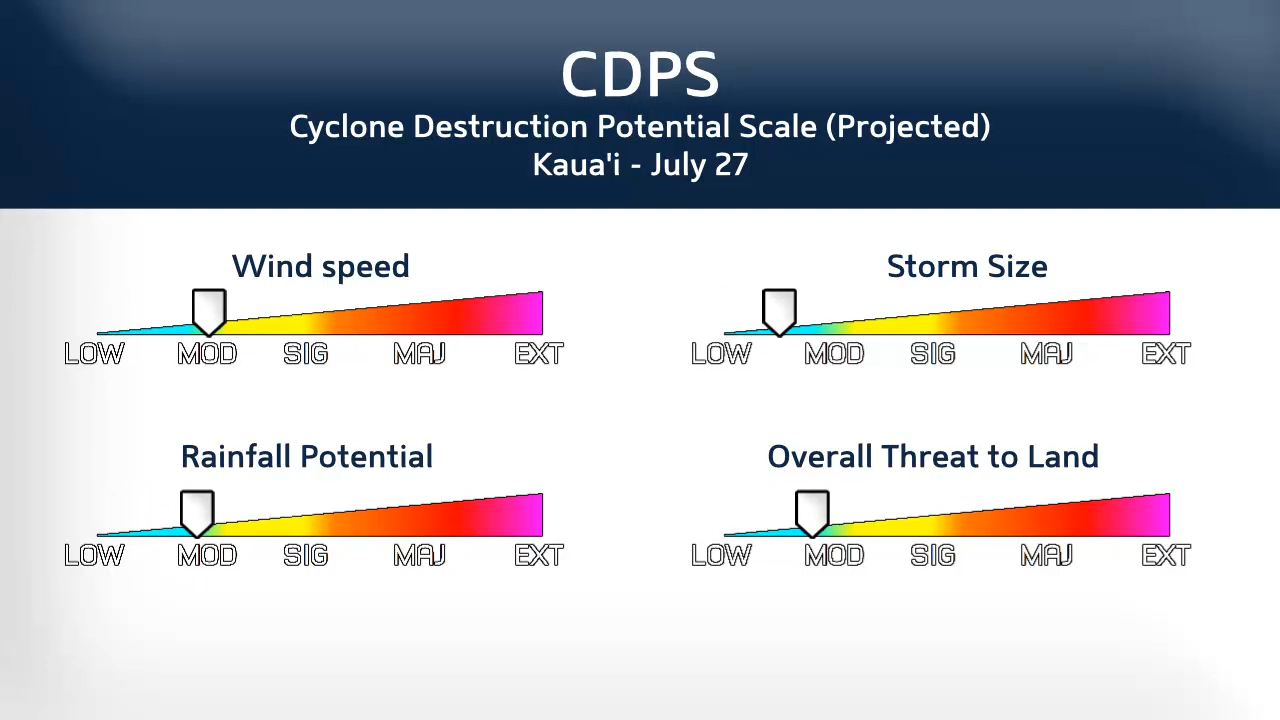 CDPS
Cyclone Destruction Potential Scale (Projected)
Kaua'i - July 27
Wind speed
LOW MOD SIG MAJ EXT
Storm Size
LOW MOD SIG MAJ EXT
Rainfall Potential
LOW MOD SIG MAJ EXT
Overall Threat to Land
LOW MOD SIG MAJ EXT